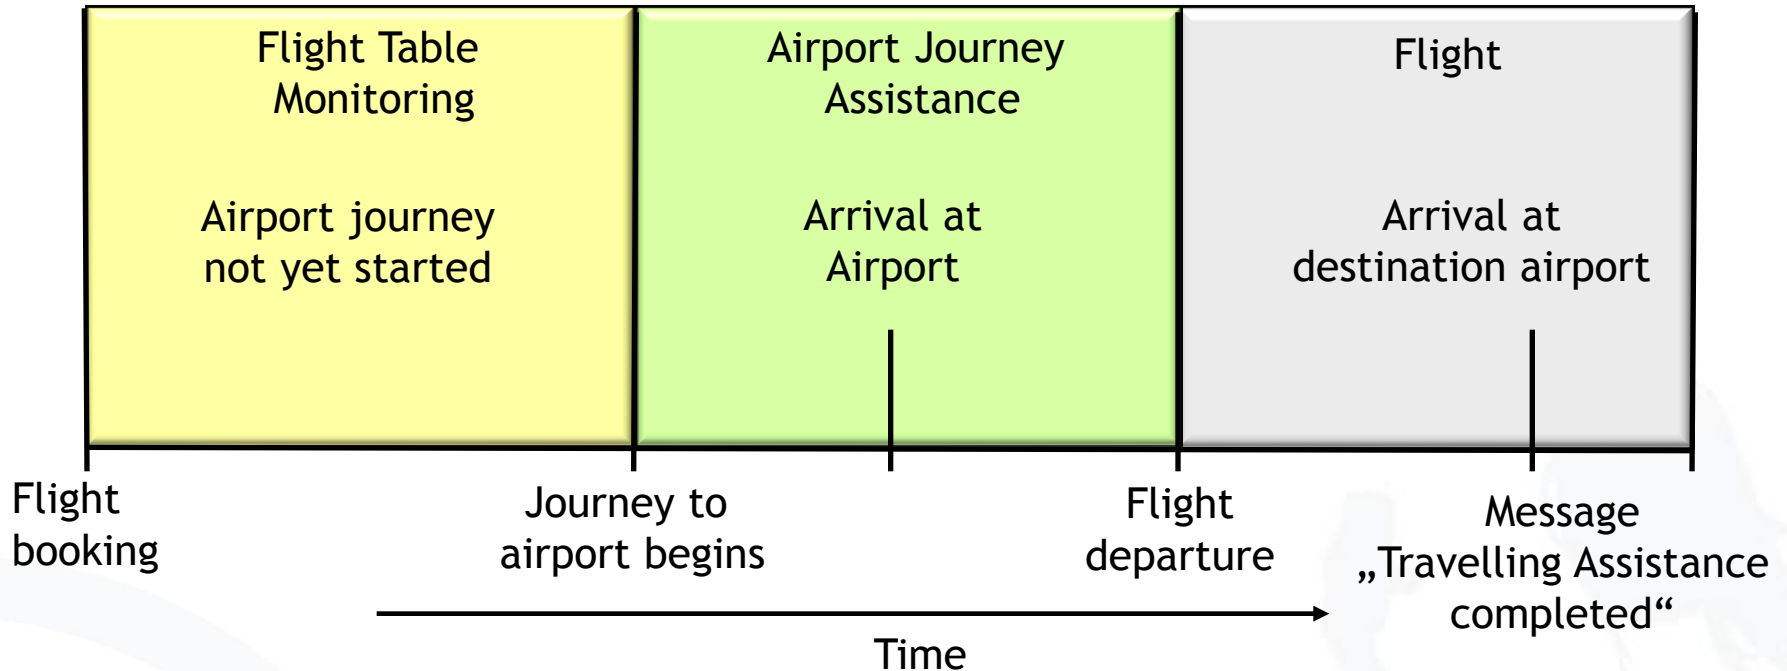 Flight Table
Monitoring
Airport Journey
Assistance
Flight
Airport journey
not yet started
Arrival at
Airport
Arrival at
destination airport
Flight
booking
Journey to
airport begins
Flight
departure
Message
„Travelling Assistance
completed“
Time